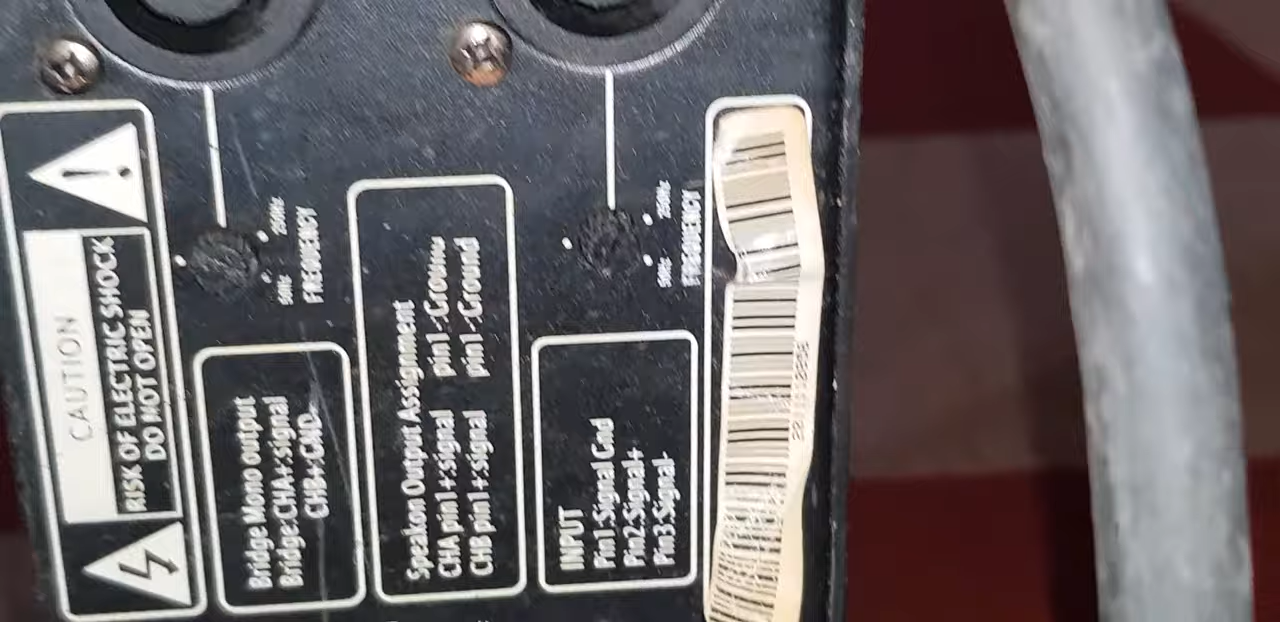 CAUTION
RISK OF ELECTRIC SHOCK
DO NOT OPEN
50Hz 250Hz
FREQUENCY
Bridge Mono output
Bridge:CHA+:signal
CHB+:GND
Speakon Output Assignment
CHA pin1+:signal pin1-:Ground
CHB pin1+:signal pin1-:Ground
50Hz 250Hz
FREQUENCY
INPUT
Pin1:Signal Gnd
Pin2:Signal+
Pin3:Signal-